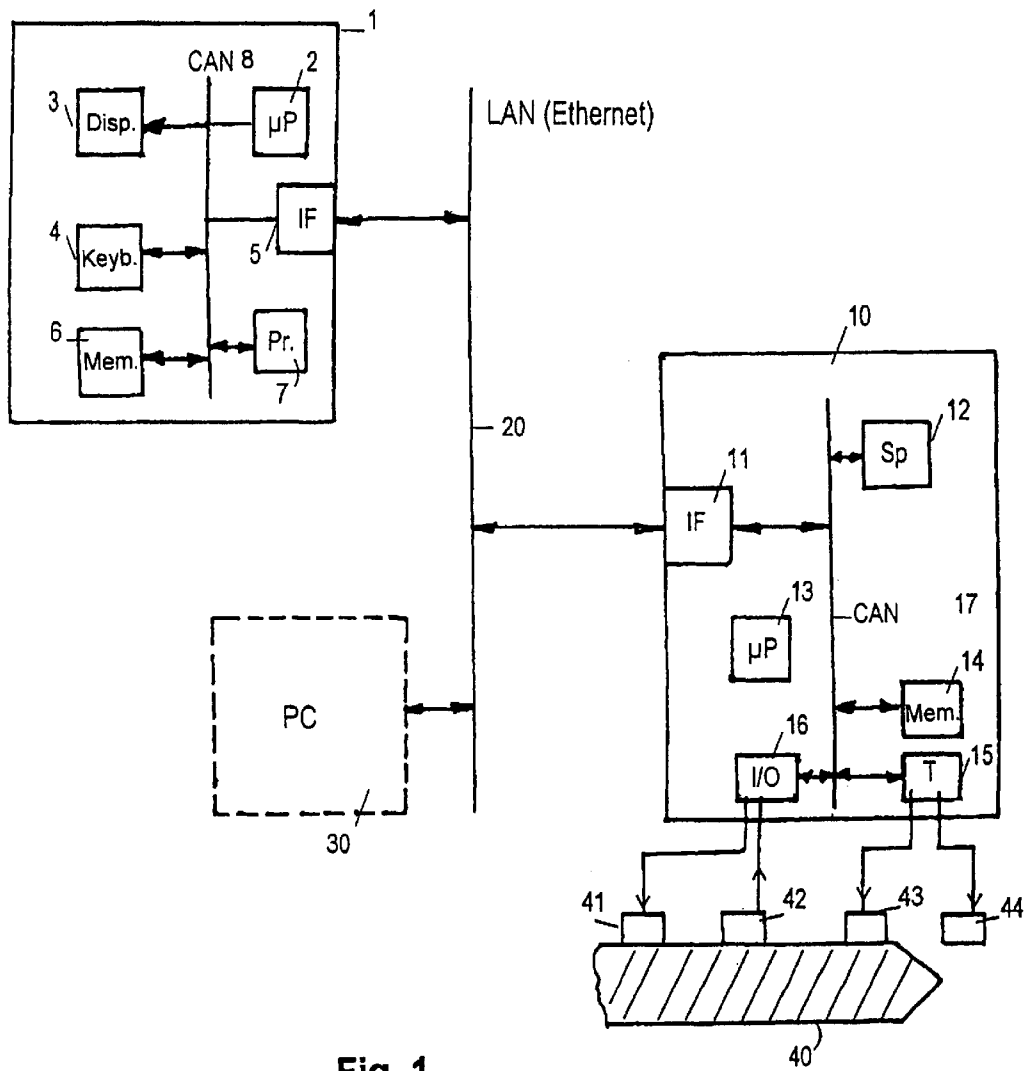 1
CAN 8
2
3
Disp.
µP
LAN (Ethernet)
4
Keyb.
IF
5
6
Mem.
Pr.
7
10
20
12
Sp
11
IF
13
µP
CAN
17
14
Mem.
16
I/O
T
15
PC
30
41
42
43
44
40
Fig. 1